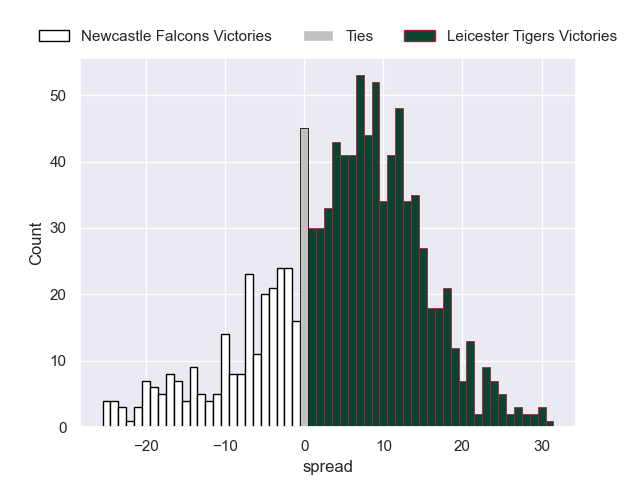 Newcastle Falcons Victories Ties Leicester Tigers Victories
50
40
30
20
10
0
Count
−20 −10 0 10 20 30
spread